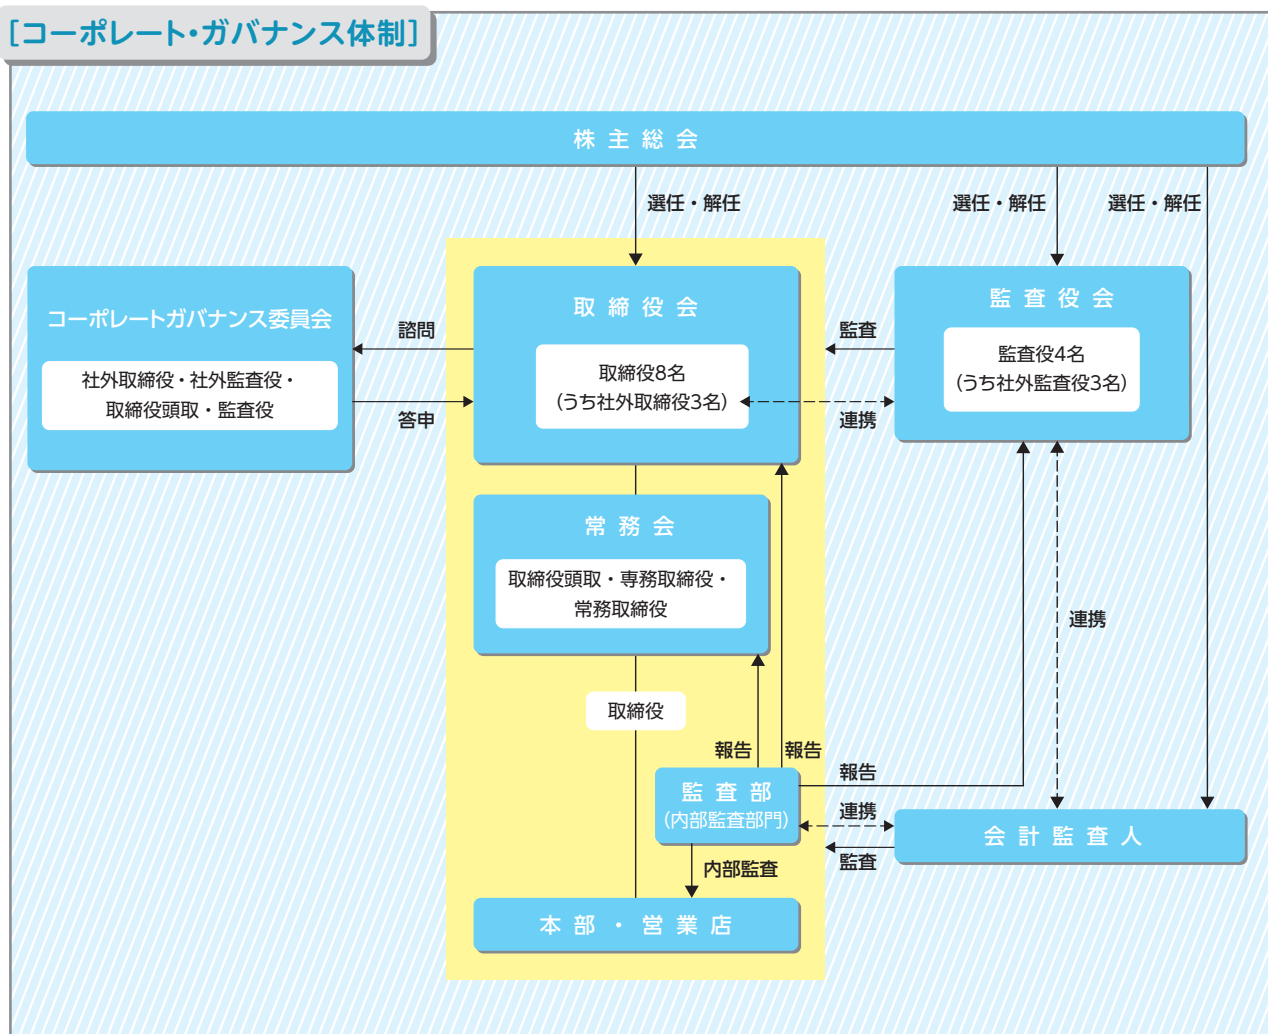 [コーポレート・ガバナンス体制]
株主総会
選任・解任
選任・解任
選任・解任
コーポレートガバナンス委員会
社外取締役・社外監査役・
取締役頭取・監査役
諮問
答申
取締役会
取締役8名
(うち社外取締役3名)
監査
連携
監査役会
監査役4名
(うち社外監査役3名)
常務会
取締役頭取・専務取締役・
常務取締役
連携
取締役
報告
報告
報告
監査部
(内部監査部門)
連携
監査
会計監査人
内部監査
本部・営業店